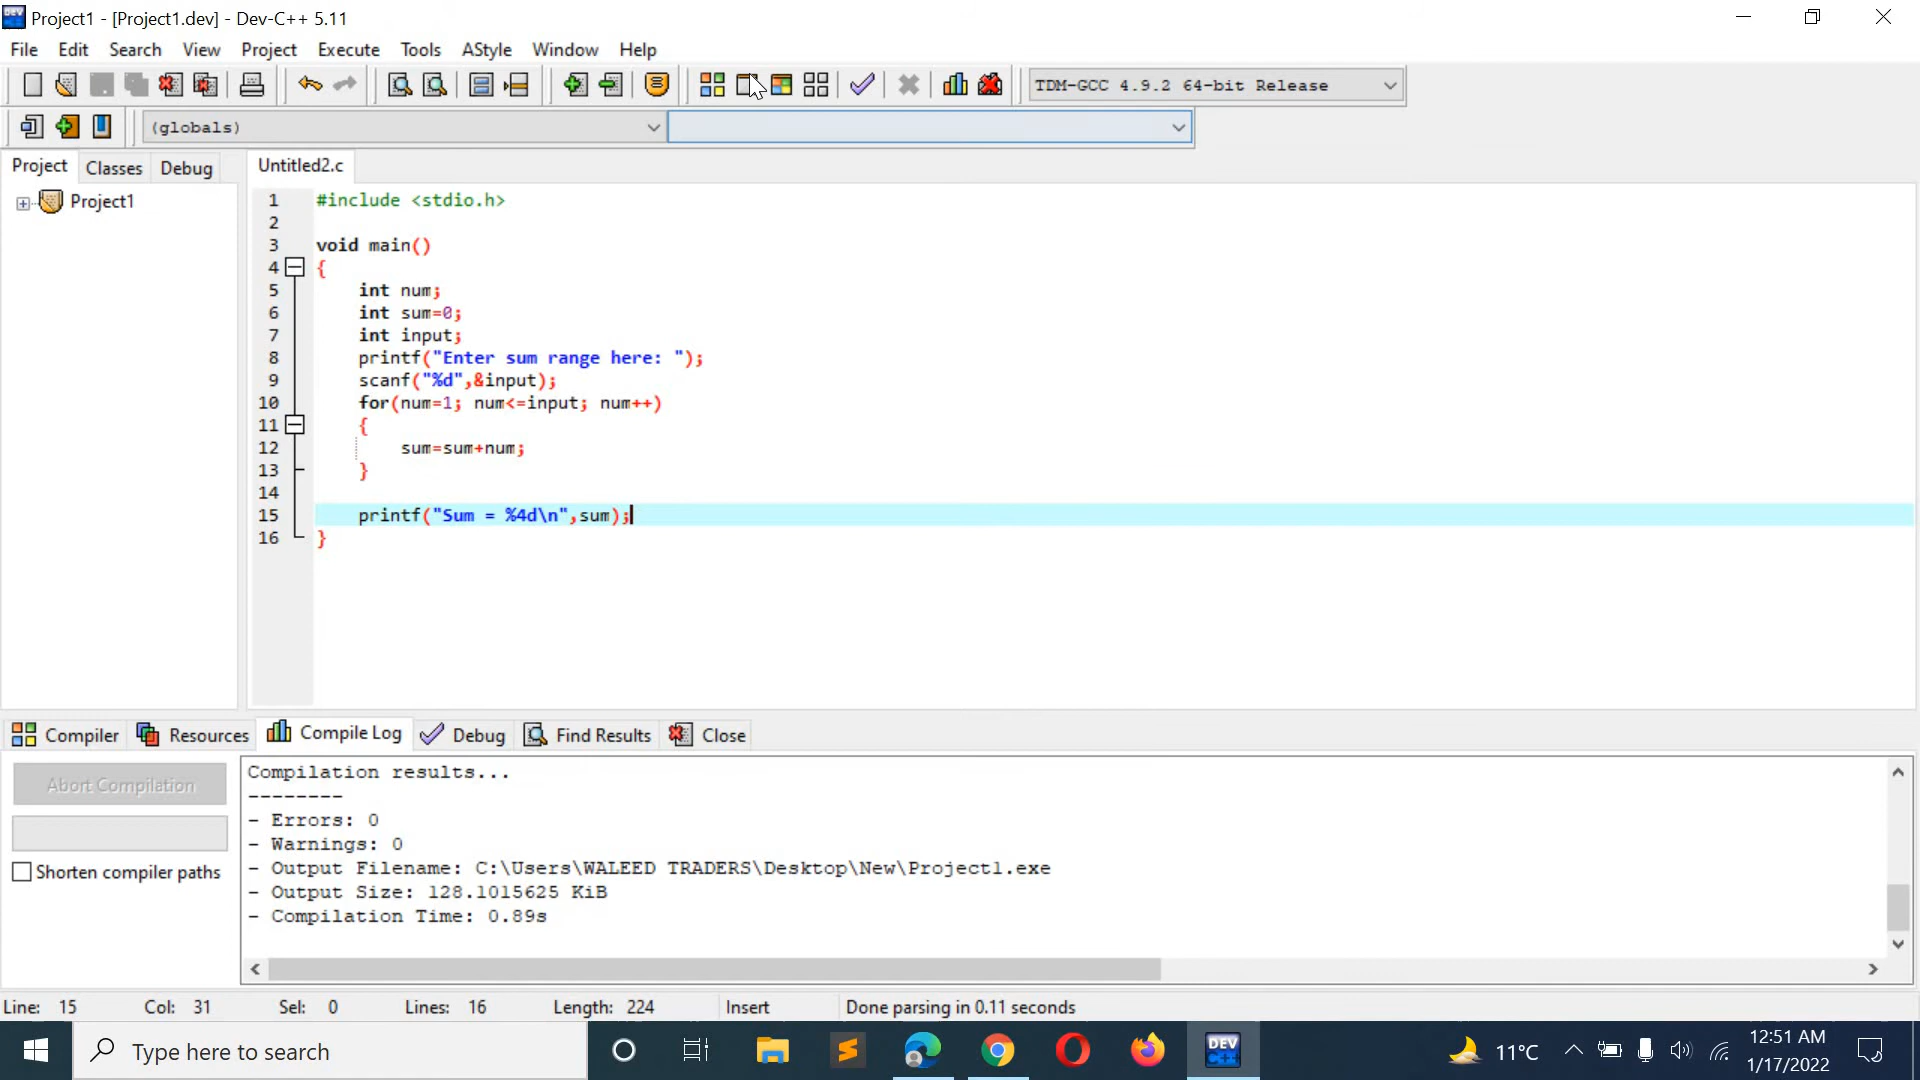 Project1 - [Project1.dev] - Dev-C++ 5.11
File Edit Search View Project Execute Tools AStyle Window Help
TDM-GCC 4.9.2 64-bit Release
(globals)
Project Classes Debug Untitled2.c
Project1
1 #include <stdio.h>
2
3 void main()
4 {
5 int num;
6 int sum=0;
7 int input;
8 printf("Enter sum range here: ");
9 scanf("%d",&input);
10 for(num=1; num<=input; num++)
11 {
12 sum=sum+num;
13 }
14
15 printf("Sum = %4d\n",sum);
16 }
Compiler Resources Compile Log Debug Find Results Close
Abort Compilation
Shorten compiler paths
Compilation results...
--------
- Errors: 0
- Warnings: 0
- Output Filename: C:\Users\WALEED TRADERS\Desktop\New\Project1.exe
- Output Size: 128.1015625 KiB
- Compilation Time: 0.89s
Line: 15 Col: 31 Sel: 0 Lines: 16 Length: 224 Insert Done parsing in 0.11 seconds
Type here to search
DEV
C++
11°C
12:51 AM
1/17/2022